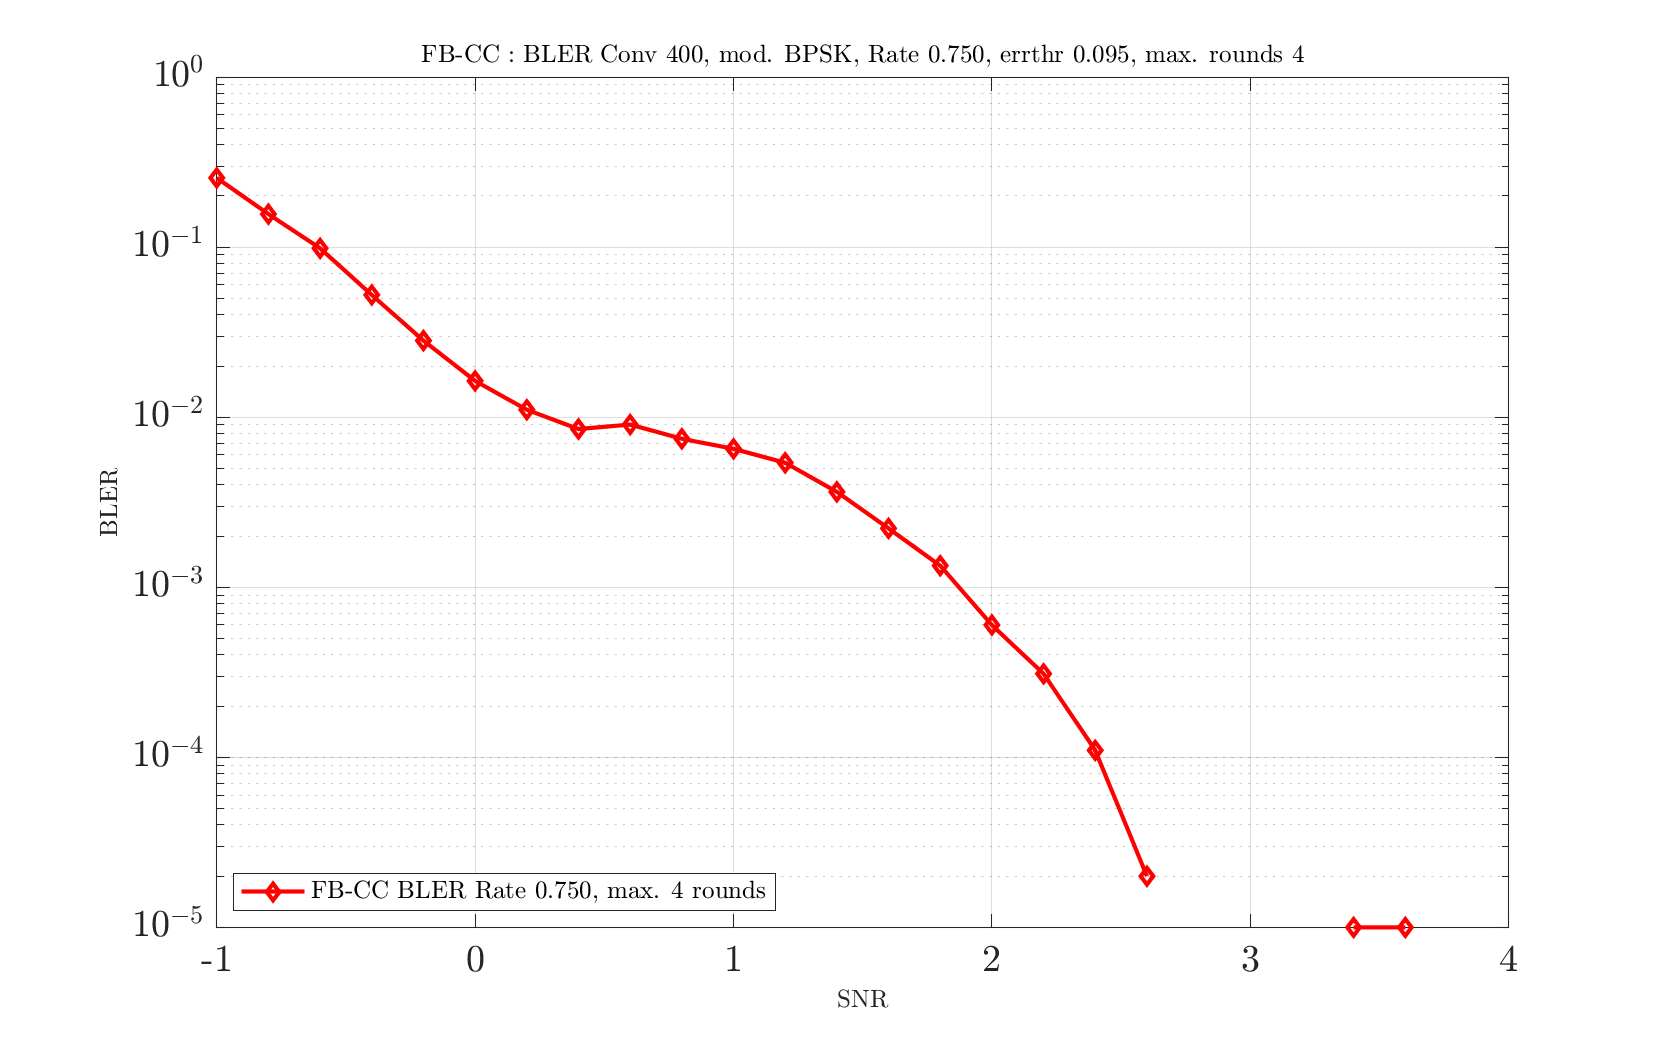 FB-CC : BLER Conv 400, mod. BPSK, Rate 0.750, errthr 0.095, max. rounds 4
10^0
10^{-1}
10^{-2}
10^{-3}
10^{-4}
10^{-5}
BLER
FB-CC BLER Rate 0.750, max. 4 rounds
-1 0 1 2 3 4
SNR